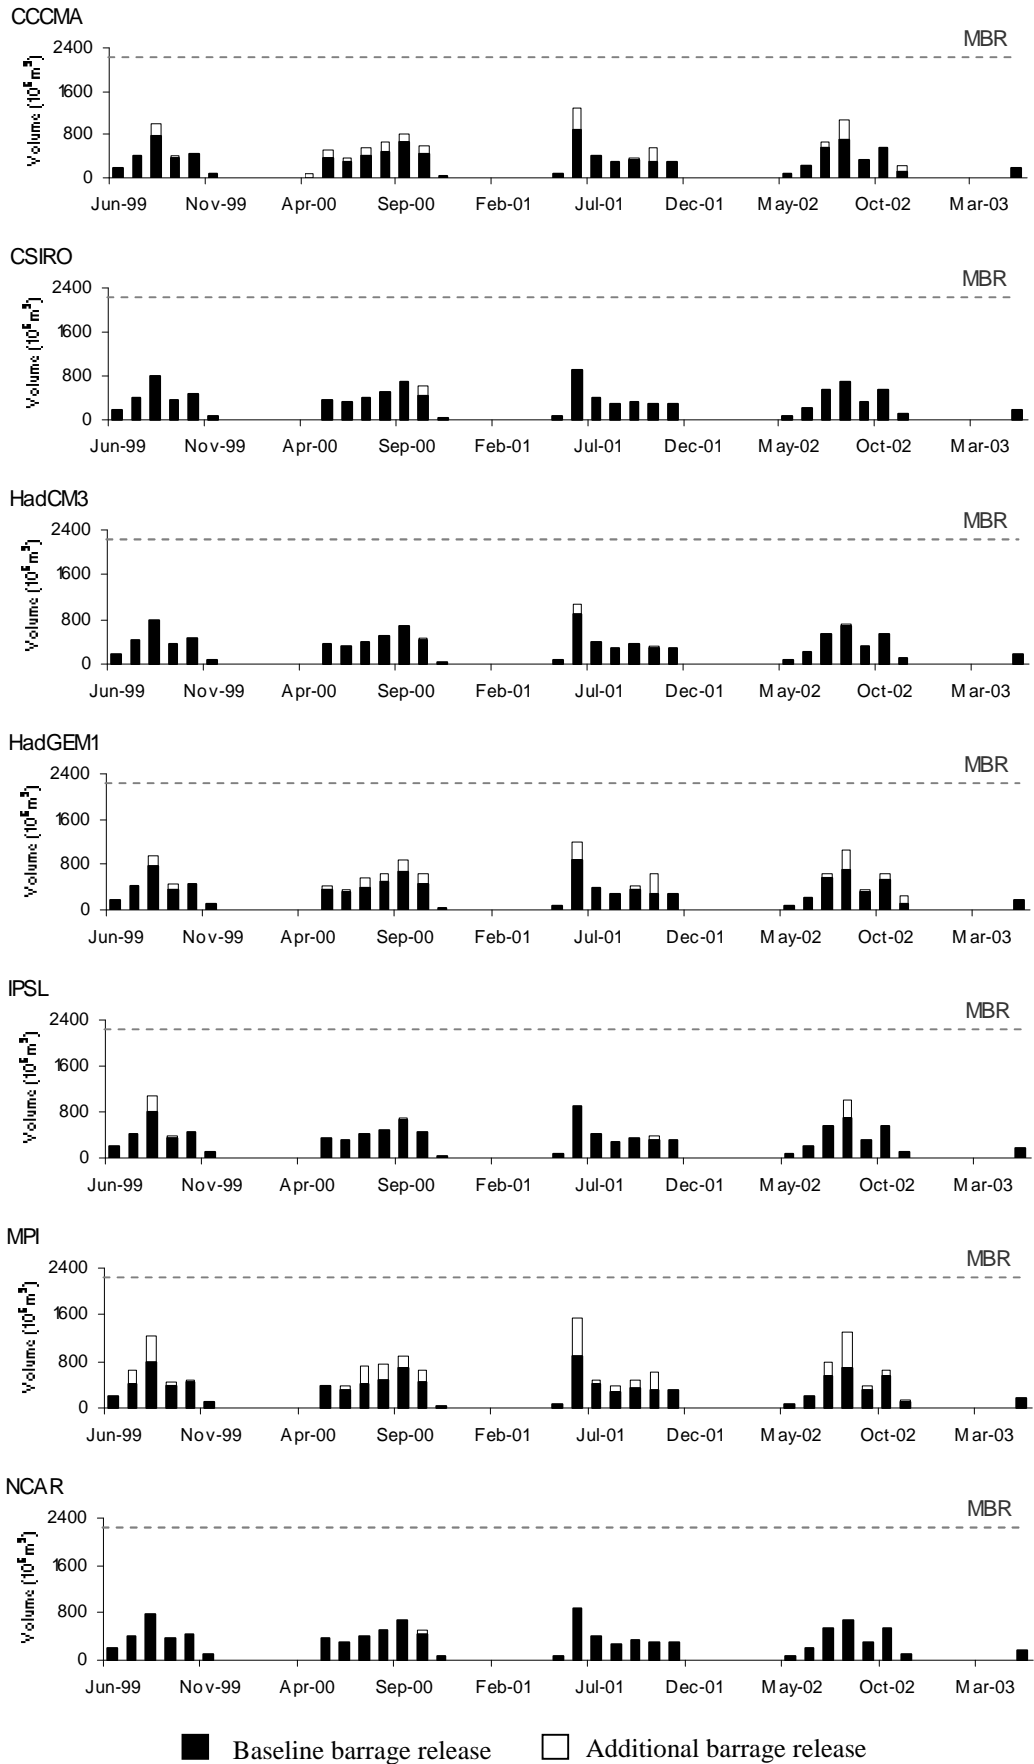 CCCMA
MBR
Volume (10⁶m³)
2400
1600
800
0
Jun-99 Nov-99 Apr-00 Sep-00 Feb-01 Jul-01 Dec-01 May-02 Oct-02 Mar-03
CSIRO
MBR
Volume (10⁶m³)
2400
1600
800
0
Jun-99 Nov-99 Apr-00 Sep-00 Feb-01 Jul-01 Dec-01 May-02 Oct-02 Mar-03
HadCM3
MBR
Volume (10⁶m³)
2400
1600
800
0
Jun-99 Nov-99 Apr-00 Sep-00 Feb-01 Jul-01 Dec-01 May-02 Oct-02 Mar-03
HadGEM1
MBR
Volume (10⁶m³)
2400
1600
800
0
Jun-99 Nov-99 Apr-00 Sep-00 Feb-01 Jul-01 Dec-01 May-02 Oct-02 Mar-03
IPSL
MBR
Volume (10⁶m³)
2400
1600
800
0
Jun-99 Nov-99 Apr-00 Sep-00 Feb-01 Jul-01 Dec-01 May-02 Oct-02 Mar-03
MPI
MBR
Volume (10⁶m³)
2400
1600
800
0
Jun-99 Nov-99 Apr-00 Sep-00 Feb-01 Jul-01 Dec-01 May-02 Oct-02 Mar-03
NCAR
MBR
Volume (10⁶m³)
2400
1600
800
0
Jun-99 Nov-99 Apr-00 Sep-00 Feb-01 Jul-01 Dec-01 May-02 Oct-02 Mar-03
Baseline barrage release Additional barrage release